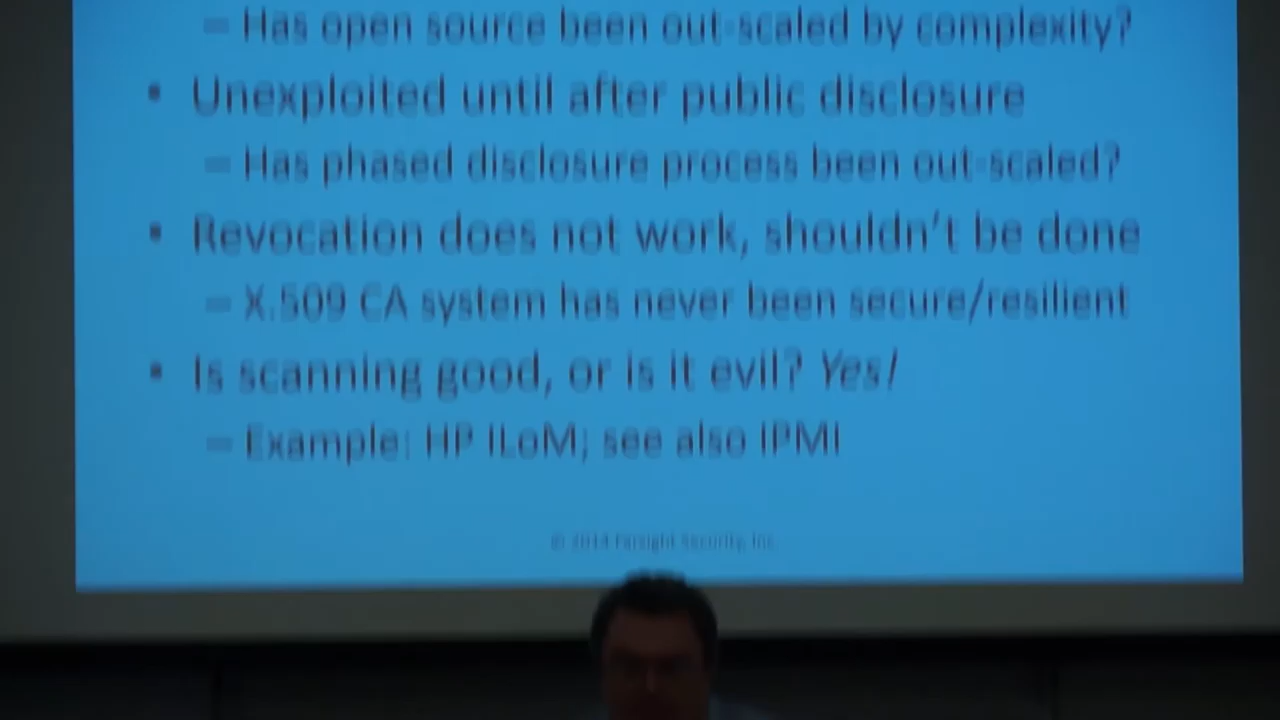 – Has open source been out-scaled by complexity?
• Unexploited until after public disclosure
– Has phased disclosure process been out-scaled?
• Revocation does not work, shouldn't be done
– X.509 CA system has never been secure/resilient
• Is scanning good, or is it evil? Yes!
– Example: HP ILoM; see also IPMI
© 2014 Farsight Security, Inc.